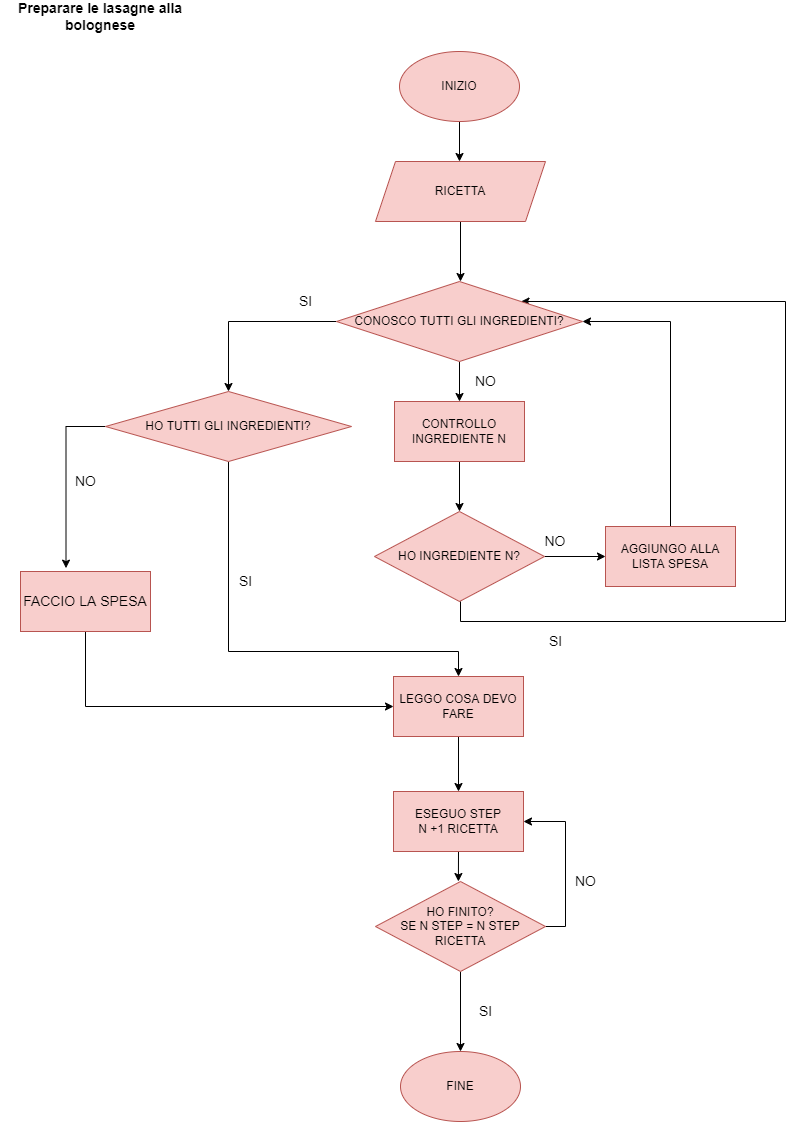 Preparare le lasagne alla
bolognese
INIZIO
RICETTA
SI
CONOSCO TUTTI GLI INGREDIENTI?
NO
HO TUTTI GLI INGREDIENTI?
CONTROLLO
INGREDIENTE N
NO
HO INGREDIENTE N?
NO
AGGIUNGO ALLA
LISTA SPESA
FACCIO LA SPESA
SI
SI
LEGGO COSA DEVO
FARE
ESEGUO STEP
N +1 RICETTA
NO
HO FINITO?
SE N STEP = N STEP
RICETTA
SI
FINE